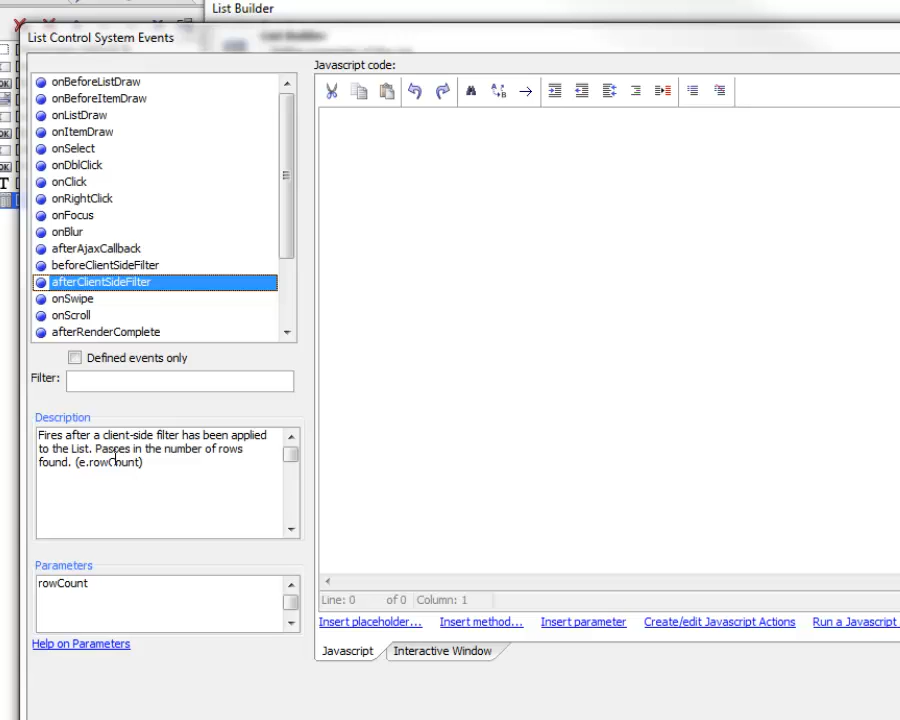 List Builder
List Control System Events
Javascript code:
onBeforeListDraw
onBeforeItemDraw
onListDraw
onItemDraw
onSelect
onDblClick
onClick
onRightClick
onFocus
onBlur
afterAjaxCallback
beforeClientSideFilter
afterClientSideFilter
onSwipe
onScroll
afterRenderComplete
Defined events only
Filter:
Description
Fires after a client-side filter has been applied
to the List. Passes in the number of rows
found. (e.rowCount)
Parameters
rowCount
Help on Parameters
Line: 0 of 0 Column: 1
Insert placeholder... Insert method... Insert parameter Create/edit Javascript Actions Run a Javascript
Javascript Interactive Window